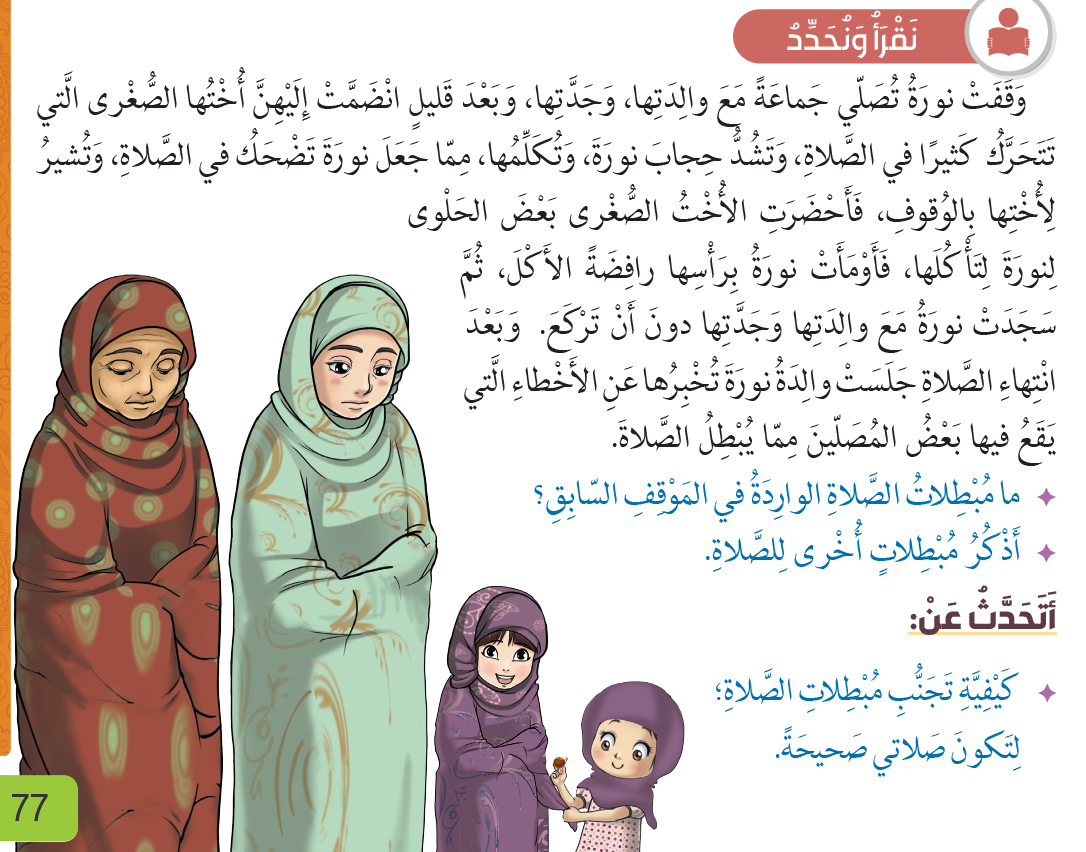 نَقْرَأُ وَنُحَدِّدُ
وَقَفَتْ نورَةُ تُصَلّي جَماعَةً مَعَ والِدَتِها، وَجَدَّتِها، وَبَعْدَ قَليلٍ انْضَمَّتْ إِلَيْهِنَّ أُخْتُها الصُّغْرى الَّتي
تَتَحَرَّكُ كَثيرًا في الصَّلاةِ، وَتَشُدُّ حِجابَ نورَةَ، وَتُكَلِّمُها، مِمّا جَعَلَ نورَةَ تَضْحَكُ في الصَّلاةِ، وَتُشيرُ
لِأُخْتِها بِالوُقوفِ، فَأَحْضَرَتِ الأُخْتُ الصُّغْرى بَعْضَ الحَلْوى
لِنورَةَ لِتَأْكُلَها، فَأَوْمَأَتْ نورَةُ بِرَأْسِها رافِضَةً الأَكْلَ، ثُمَّ
سَجَدَتْ نورَةُ مَعَ والِدَتِها وَجَدَّتِها دونَ أَنْ تَرْكَعَ. وَبَعْدَ
انْتِهاءِ الصَّلاةِ جَلَسَتْ والِدَةُ نورَةَ تُخْبِرُها عَنِ الأَخْطاءِ الَّتي
يَقَعُ فيها بَعْضُ المُصَلّينَ مِمّا يُبْطِلُ الصَّلاةَ.
✦ ما مُبْطِلاتُ الصَّلاةِ الوارِدَةُ في المَوْقِفِ السّابِقِ؟
✦ أَذْكُرُ مُبْطِلاتٍ أُخْرى لِلصَّلاةِ.
أَتَحَدَّثُ عَنْ:
✦ كَيْفِيَّةِ تَجَنُّبِ مُبْطِلاتِ الصَّلاةِ؛
لِتَكونَ صَلاتي صَحيحَةً.
77